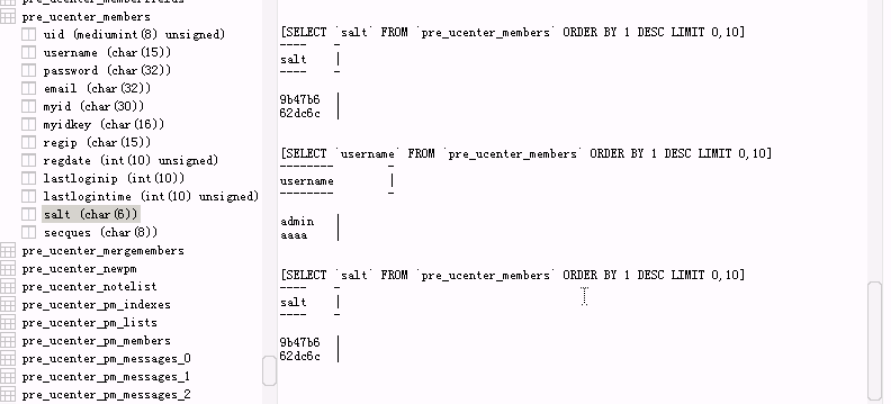 pre_ucenter_members
uid (mediumint(8) unsigned)
username (char(15))
password (char(32))
email (char(32))
myid (char(30))
myidkey (char(16))
regip (char(15))
regdate (int(10) unsigned)
lastloginip (int(10))
lastlogintime (int(10) unsigned)
salt (char(6))
secques (char(8))
pre_ucenter_mergemembers
pre_ucenter_newpm
pre_ucenter_notelist
pre_ucenter_pm_indexes
pre_ucenter_pm_lists
pre_ucenter_pm_members
pre_ucenter_pm_messages_0
pre_ucenter_pm_messages_1
pre_ucenter_pm_messages_2
[SELECT `salt` FROM `pre_ucenter_members` ORDER BY 1 DESC LIMIT 0,10]
---- -
salt |
---- -
9b47b6 |
62dc6c |
[SELECT `username` FROM `pre_ucenter_members` ORDER BY 1 DESC LIMIT 0,10]
-------- -
username |
-------- -
admin |
aaaa |
[SELECT `salt` FROM `pre_ucenter_members` ORDER BY 1 DESC LIMIT 0,10]
---- -
salt |
---- -
9b47b6 |
62dc6c |